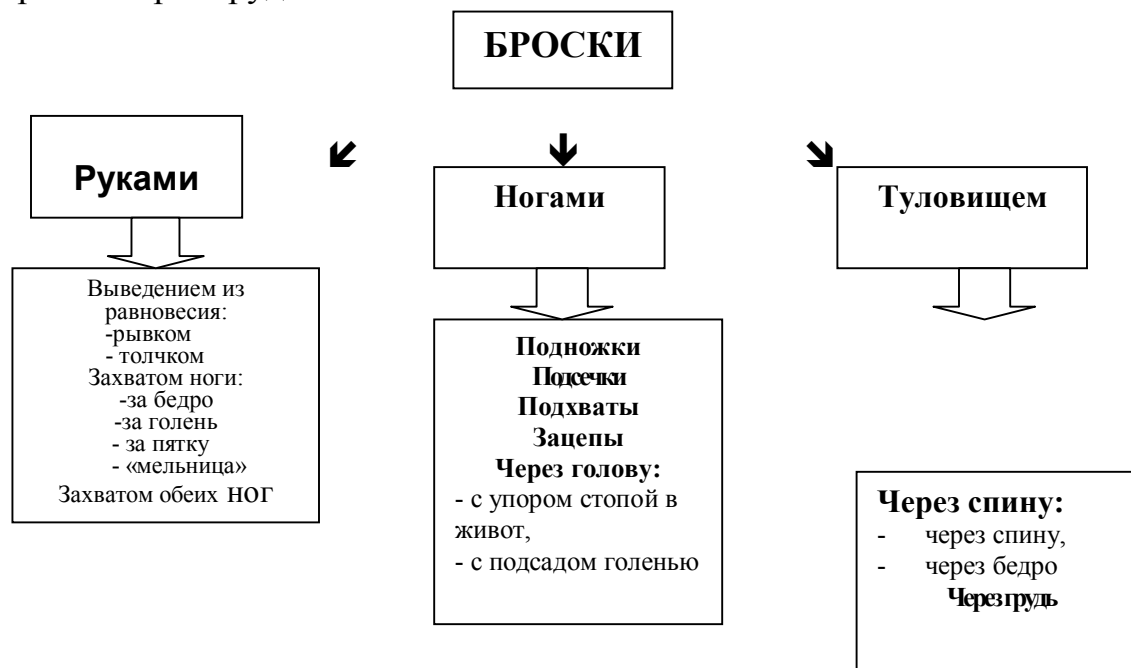 БРОСКИ
Руками
Ногами
Туловищем
Выведением из
равновесия:
-рывком
- толчком
Захватом ноги:
-за бедро
-за голень
- за пятку
- «мельница»
Захватом обеих ног
Подножки
Подсечки
Подхваты
Зацепы
Через голову:
- с упором стопой в
живот,
- с подсадом голенью
Через спину:
- через спину,
- через бедро
Через грудь